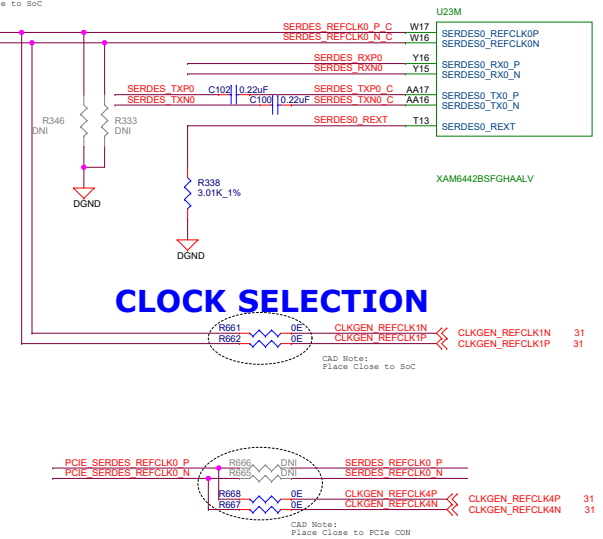 e to SoC
U23M
SERDES_REFCLK0_P_C W17 SERDES0_REFCLK0P
SERDES_REFCLK0_N_C W16 SERDES0_REFCLK0N
SERDES_RXP0 Y16 SERDES0_RX0_P
SERDES_RXN0 Y15 SERDES0_RX0_N
SERDES_TXP0 C102 0.22uF SERDES_TXP0_C AA17 SERDES0_TX0_P
SERDES_TXN0 C100 0.22uF SERDES_TXN0_C AA16 SERDES0_TX0_N
SERDES0_REXT T13 SERDES0_REXT
R346 R333
DNI DNI
XAM6442BSFGHAALV
R338
3.01K_1%
DGND
DGND
CLOCK SELECTION
R661 0E CLKGEN_REFCLK1N CLKGEN_REFCLK1N 31
R662 0E CLKGEN_REFCLK1P CLKGEN_REFCLK1P 31
CAD Note:
Place Close to SoC
PCIE_SERDES_REFCLK0_P R666 DNI SERDES_REFCLK0_P
PCIE_SERDES_REFCLK0_N R665 DNI SERDES_REFCLK0_N
R668 0E CLKGEN_REFCLK4P CLKGEN_REFCLK4P 31
R667 0E CLKGEN_REFCLK4N CLKGEN_REFCLK4N 31
CAD Note:
Place Close to PCIe CON